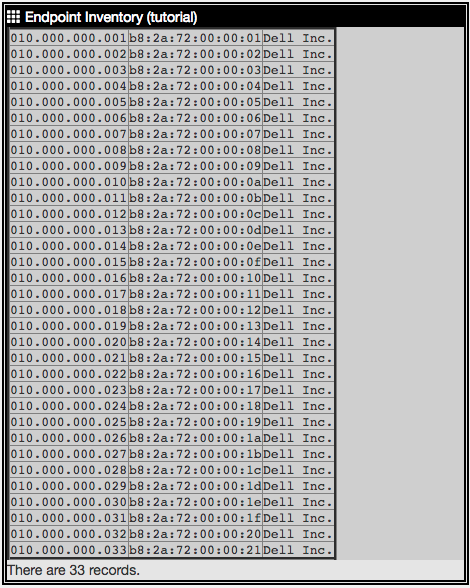 Endpoint Inventory (tutorial)
010.000.000.001 b8:2a:72:00:00:01 Dell Inc.
010.000.000.002 b8:2a:72:00:00:02 Dell Inc.
010.000.000.003 b8:2a:72:00:00:03 Dell Inc.
010.000.000.004 b8:2a:72:00:00:04 Dell Inc.
010.000.000.005 b8:2a:72:00:00:05 Dell Inc.
010.000.000.006 b8:2a:72:00:00:06 Dell Inc.
010.000.000.007 b8:2a:72:00:00:07 Dell Inc.
010.000.000.008 b8:2a:72:00:00:08 Dell Inc.
010.000.000.009 b8:2a:72:00:00:09 Dell Inc.
010.000.000.010 b8:2a:72:00:00:0a Dell Inc.
010.000.000.011 b8:2a:72:00:00:0b Dell Inc.
010.000.000.012 b8:2a:72:00:00:0c Dell Inc.
010.000.000.013 b8:2a:72:00:00:0d Dell Inc.
010.000.000.014 b8:2a:72:00:00:0e Dell Inc.
010.000.000.015 b8:2a:72:00:00:0f Dell Inc.
010.000.000.016 b8:2a:72:00:00:10 Dell Inc.
010.000.000.017 b8:2a:72:00:00:11 Dell Inc.
010.000.000.018 b8:2a:72:00:00:12 Dell Inc.
010.000.000.019 b8:2a:72:00:00:13 Dell Inc.
010.000.000.020 b8:2a:72:00:00:14 Dell Inc.
010.000.000.021 b8:2a:72:00:00:15 Dell Inc.
010.000.000.022 b8:2a:72:00:00:16 Dell Inc.
010.000.000.023 b8:2a:72:00:00:17 Dell Inc.
010.000.000.024 b8:2a:72:00:00:18 Dell Inc.
010.000.000.025 b8:2a:72:00:00:19 Dell Inc.
010.000.000.026 b8:2a:72:00:00:1a Dell Inc.
010.000.000.027 b8:2a:72:00:00:1b Dell Inc.
010.000.000.028 b8:2a:72:00:00:1c Dell Inc.
010.000.000.029 b8:2a:72:00:00:1d Dell Inc.
010.000.000.030 b8:2a:72:00:00:1e Dell Inc.
010.000.000.031 b8:2a:72:00:00:1f Dell Inc.
010.000.000.032 b8:2a:72:00:00:20 Dell Inc.
010.000.000.033 b8:2a:72:00:00:21 Dell Inc.
There are 33 records.